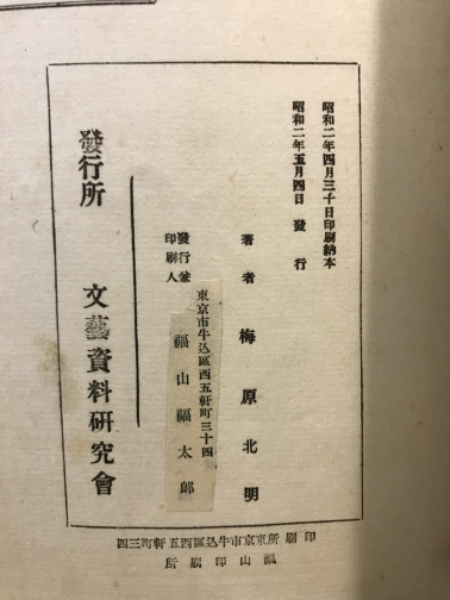 昭和二年四月三十日印刷納本
昭和二年五月四日 發行
著者 梅原北明
發行兼
印刷人
東京市牛込區西五軒町三十四
福山福太郎
發行所 文藝資料研究會
印刷所東京市牛込區西五軒町三四
福山印刷所